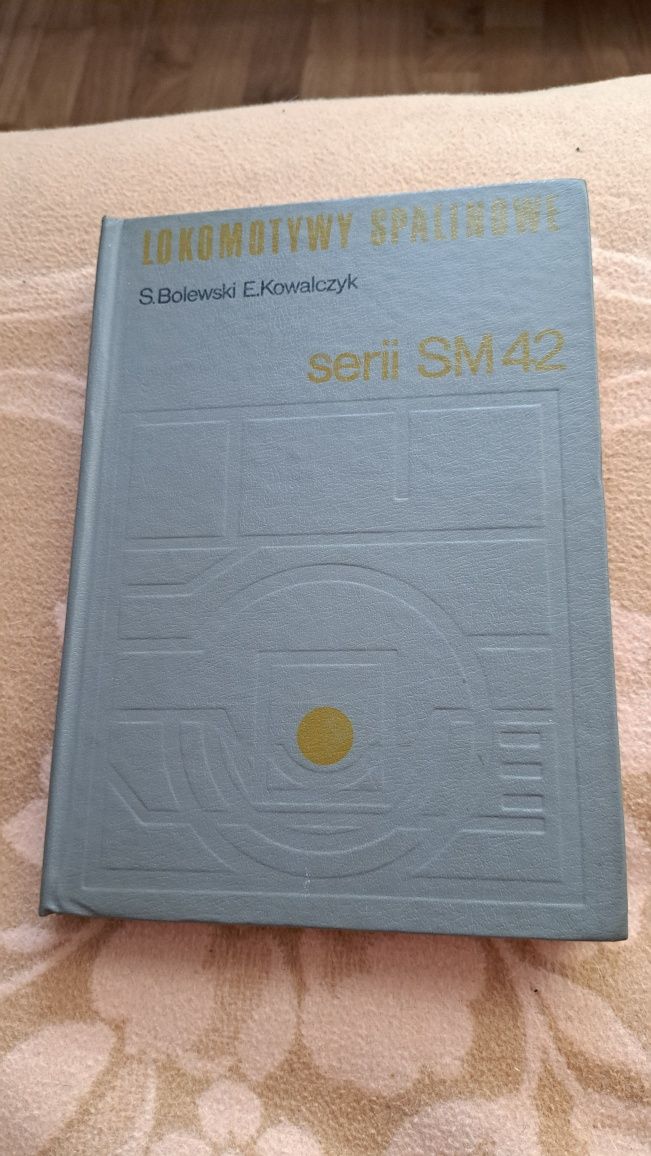 LOKOMOTYWY SPALINOWE
S.Bolewski E.Kowalczyk
serii SM42